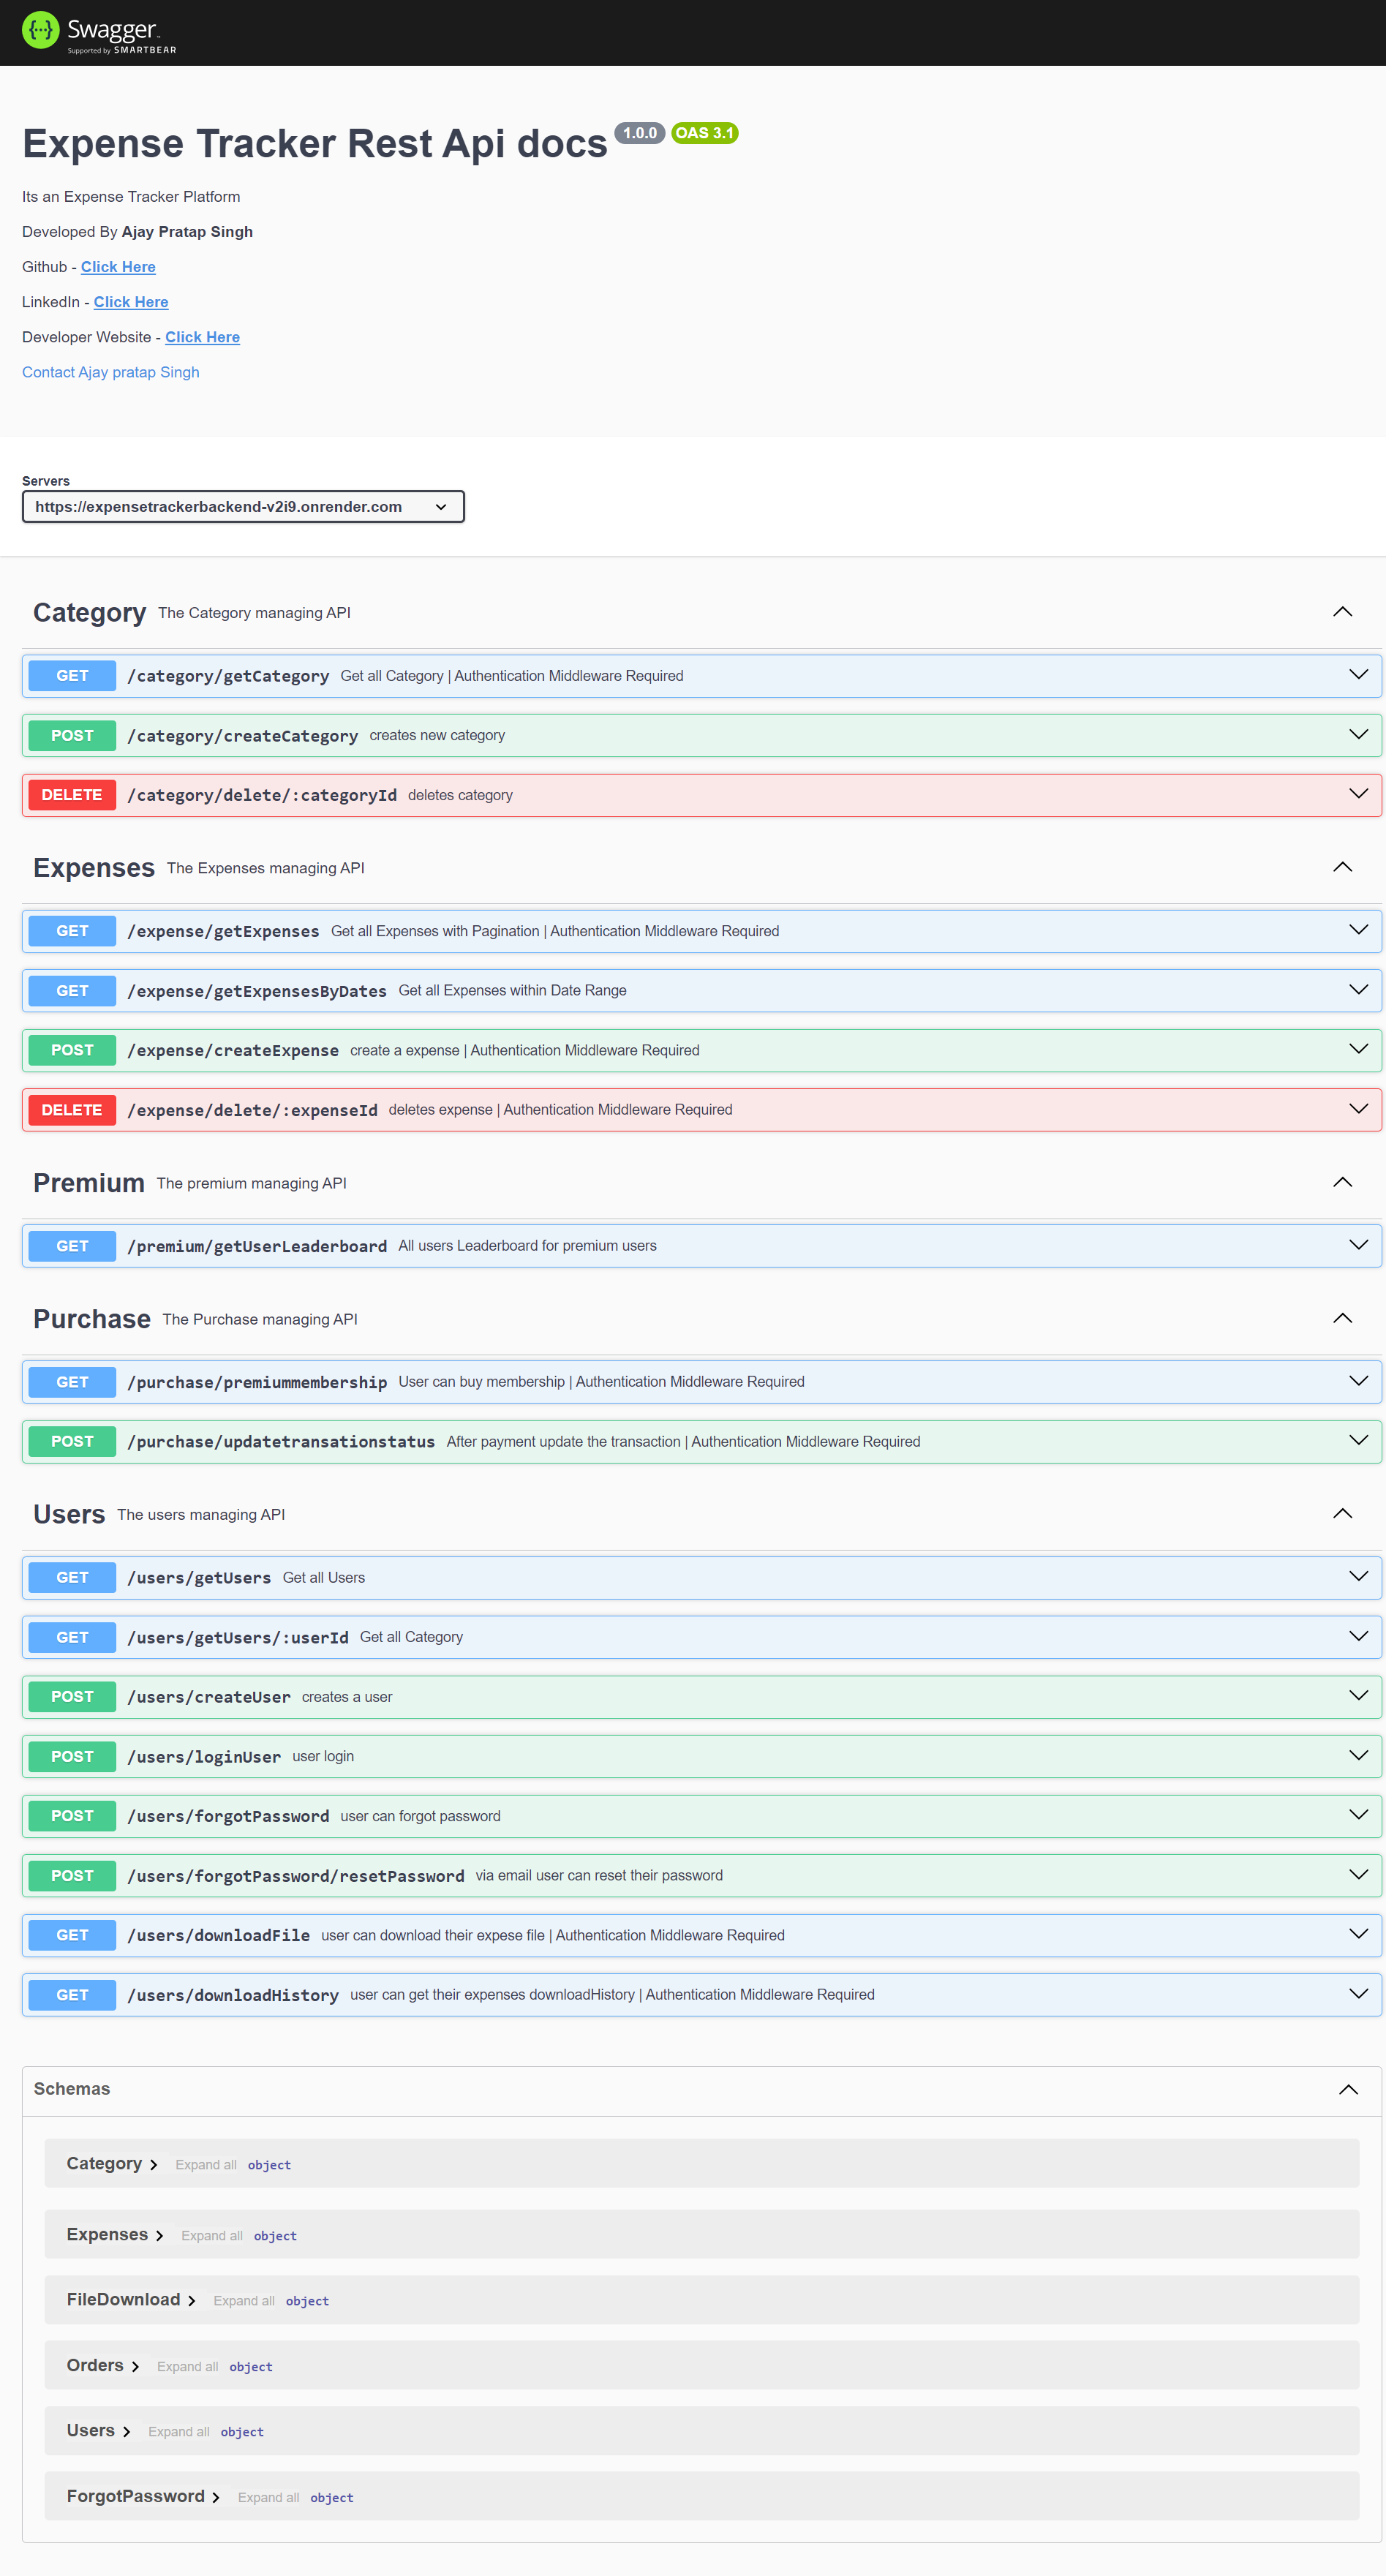 {···} Swagger™
Supported by SMARTBEAR
Expense Tracker Rest Api docs 1.0.0 OAS 3.1
Its an Expense Tracker Platform
Developed By Ajay Pratap Singh
Github - Click Here
LinkedIn - Click Here
Developer Website - Click Here
Contact Ajay pratap Singh
Servers
https://expensetrackerbackend-v2i9.onrender.com
Category The Category managing API
GET /category/getCategory Get all Category | Authentication Middleware Required
POST /category/createCategory creates new category
DELETE /category/delete/:categoryId deletes category
Expenses The Expenses managing API
GET /expense/getExpenses Get all Expenses with Pagination | Authentication Middleware Required
GET /expense/getExpensesByDates Get all Expenses within Date Range
POST /expense/createExpense create a expense | Authentication Middleware Required
DELETE /expense/delete/:expenseId deletes expense | Authentication Middleware Required
Premium The premium managing API
GET /premium/getUserLeaderboard All users Leaderboard for premium users
Purchase The Purchase managing API
GET /purchase/premiummembership User can buy membership | Authentication Middleware Required
POST /purchase/updatetransationstatus After payment update the transaction | Authentication Middleware Required
Users The users managing API
GET /users/getUsers Get all Users
GET /users/getUsers/:userId Get all Category
POST /users/createUser creates a user
POST /users/loginUser user login
POST /users/forgotPassword user can forgot password
POST /users/forgotPassword/resetPassword via email user can reset their password
GET /users/downloadFile user can download their expese file | Authentication Middleware Required
GET /users/downloadHistory user can get their expenses downloadHistory | Authentication Middleware Required
Schemas
Category Expand all object
Expenses Expand all object
FileDownload Expand all object
Orders Expand all object
Users Expand all object
ForgotPassword Expand all object